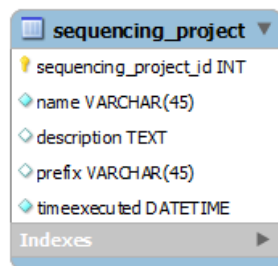 sequencing_project
sequencing_project_id INT
name VARCHAR(45)
description TEXT
prefix VARCHAR(45)
timeexecuted DATETIME
Indexes